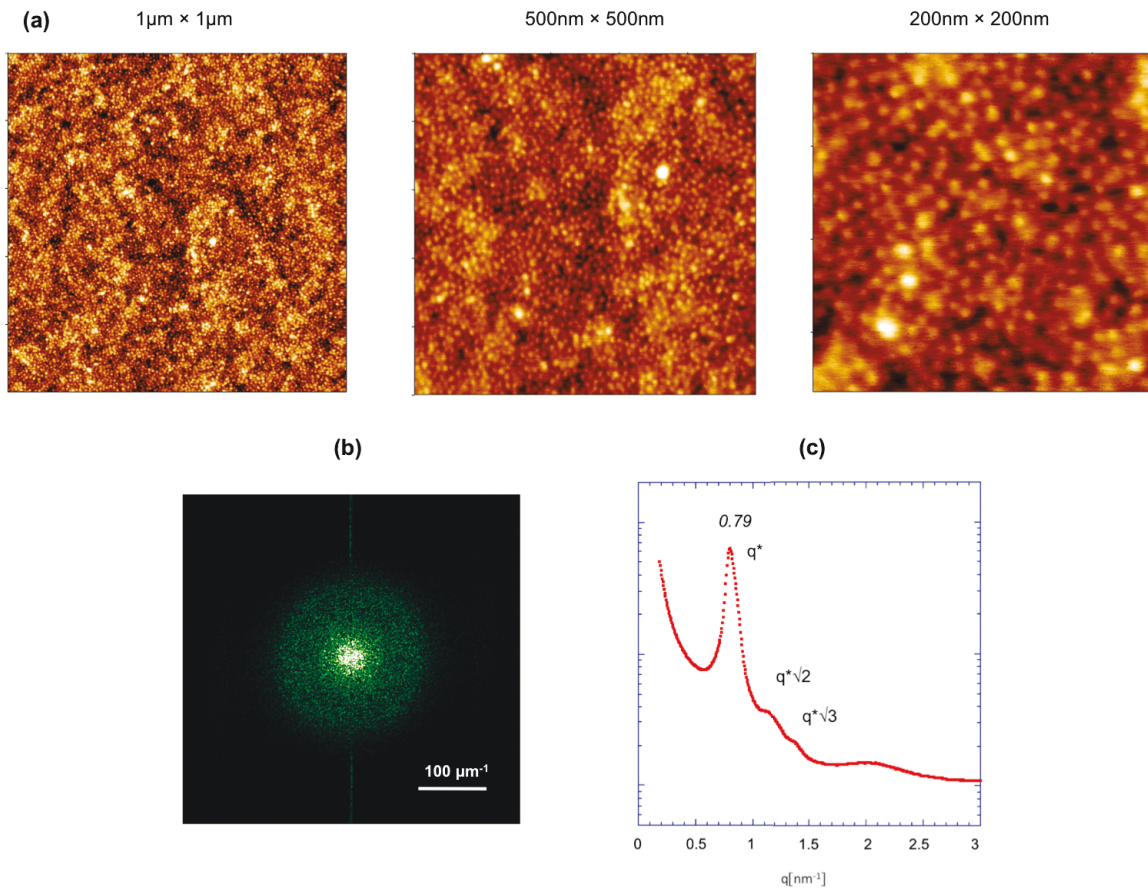 (a)
1µm × 1µm
500nm × 500nm
200nm × 200nm
(b)
100 µm⁻¹
(c)
0.79
q*
q*√2
q*√3
0 0.5 1 1.5 2 2.5 3
q[nm⁻¹]